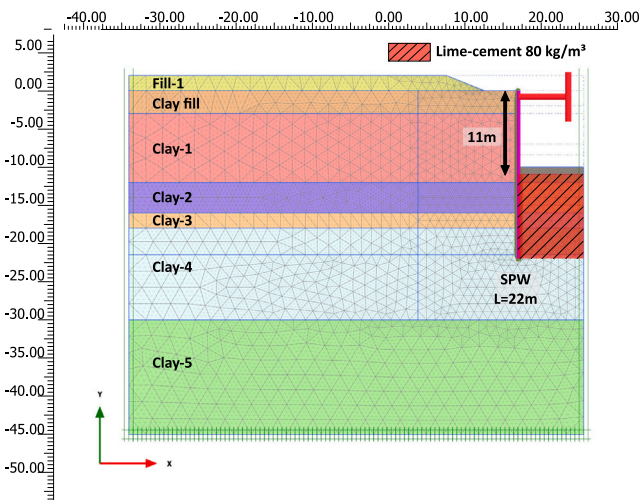 -40.00 -30.00 -20.00 -10.00 0.00 10.00 20.00 30.00
5.00
0.00
-5.00
-10.00
-15.00
-20.00
-25.00
-30.00
-35.00
-40.00
-45.00
-50.00
Lime-cement 80 kg/m³
Fill-1
Clay fill
Clay-1
11m
Clay-2
Clay-3
Clay-4
SPW
L=22m
Clay-5
Y
X